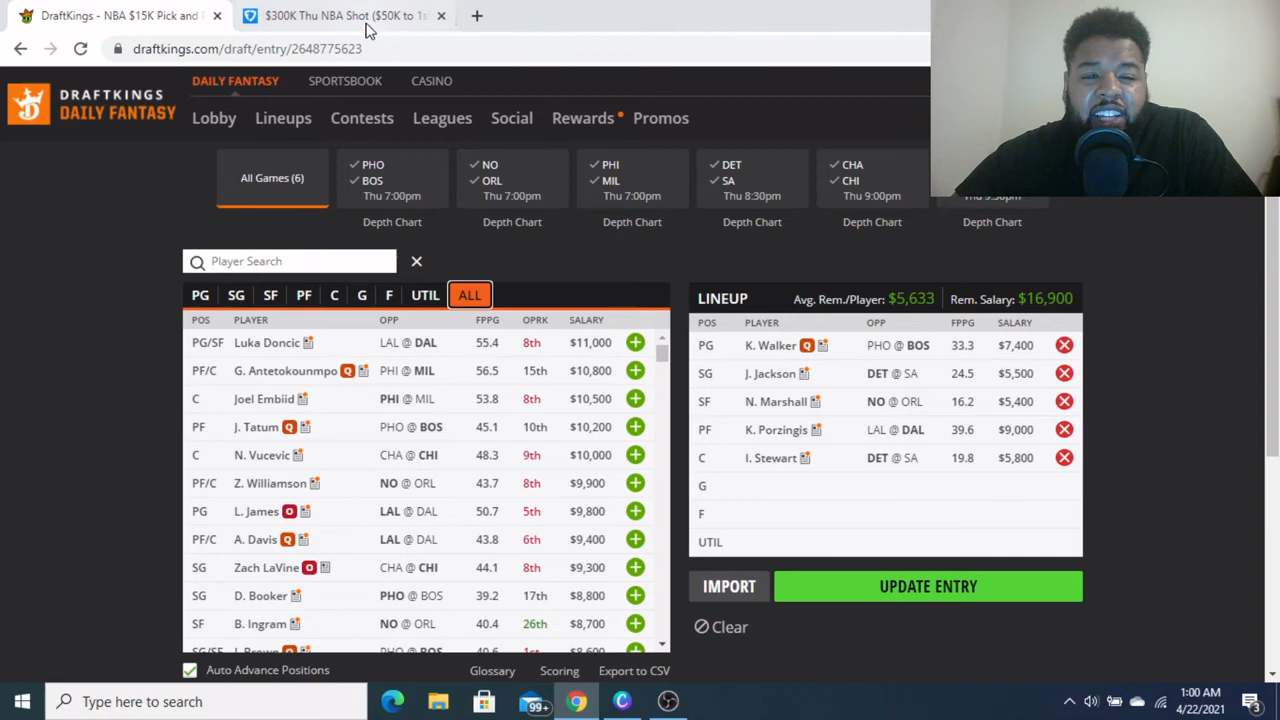 DraftKings - NBA $15K Pick and
$300K Thu NBA Shot ($50K to 1s
draftkings.com/draft/entry/2648775623
DRAFTKINGS
DAILY FANTASY
DAILY FANTASY SPORTSBOOK CASINO
Lobby Lineups Contests Leagues Social Rewards Promos
All Games (6)
PHO
BOS
Thu 7:00pm
NO
ORL
Thu 7:00pm
PHI
MIL
Thu 7:00pm
DET
SA
Thu 8:30pm
CHA
CHI
Thu 9:00pm
Thu 9:30pm
Depth Chart Depth Chart Depth Chart Depth Chart Depth Chart Depth Chart
Player Search
PG SG SF PF C G F UTIL ALL
POS PLAYER OPP FPPG OPRK SALARY
PG/SF Luka Doncic LAL @ DAL 55.4 8th $11,000
PF/C G. Antetokounmpo Q PHI @ MIL 56.5 15th $10,800
C Joel Embiid PHI @ MIL 53.8 8th $10,500
PF J. Tatum Q PHO @ BOS 45.1 10th $10,200
C N. Vucevic CHA @ CHI 48.3 9th $10,000
PF/C Z. Williamson NO @ ORL 43.7 8th $9,900
PG L. James O LAL @ DAL 50.7 5th $9,800
PF/C A. Davis Q LAL @ DAL 43.8 6th $9,400
SG Zach LaVine O CHA @ CHI 44.1 8th $9,300
SG D. Booker PHO @ BOS 39.2 17th $8,800
SF B. Ingram NO @ ORL 40.4 26th $8,700
Auto Advance Positions
Glossary Scoring Export to CSV
LINEUP Avg. Rem./Player: $5,633 Rem. Salary: $16,900
POS PLAYER OPP FPPG SALARY
PG K. Walker Q PHO @ BOS 33.3 $7,400
SG J. Jackson DET @ SA 24.5 $5,500
SF N. Marshall NO @ ORL 16.2 $5,400
PF K. Porzingis LAL @ DAL 39.6 $9,000
C I. Stewart DET @ SA 19.8 $5,800
G
F
UTIL
IMPORT UPDATE ENTRY
Clear
Type here to search
99+
1:00 AM
4/22/2021
3